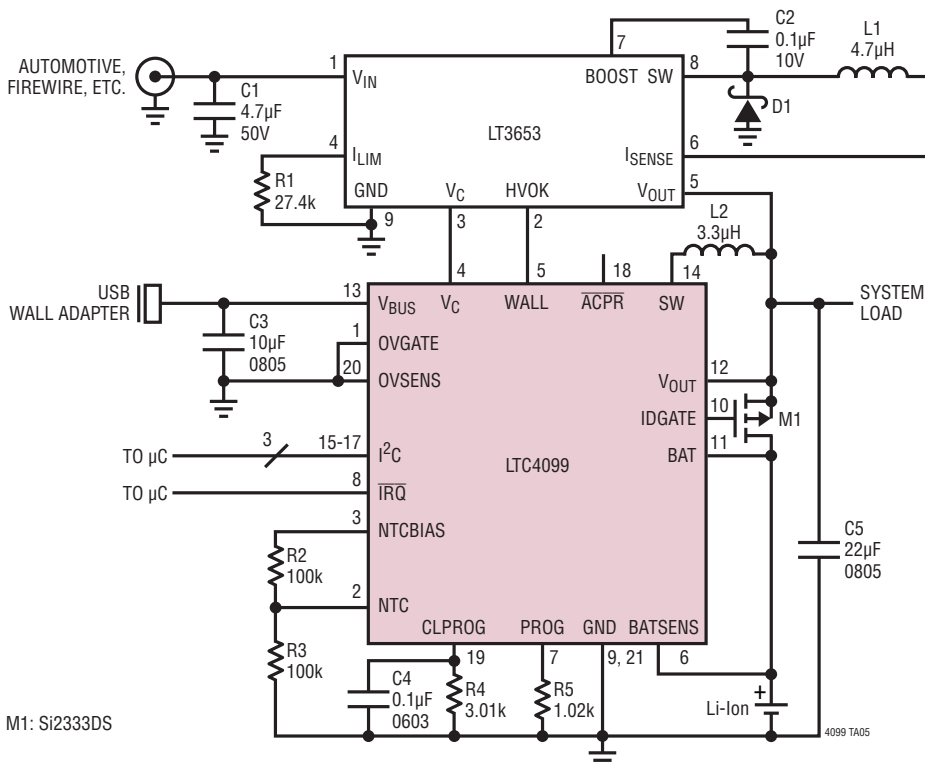 AUTOMOTIVE,
FIREWIRE, ETC.
C1
4.7µF
50V
1
V_IN
4
I_LIM
R1
27.4k
GND
9
V_C
3
HVOK
2
LT3653
7
BOOST SW
8
I_SENSE
6
V_OUT
5
C2
0.1µF
10V
L1
4.7µH
D1
L2
3.3µH
USB
WALL ADAPTER
C3
10µF
0805
13
V_BUS
4
V_C
5
WALL
18
ACPR
14
SW
1
OVGATE
20
OVSENS
TO µC
3
15-17
I²C
TO µC
8
IRQ
3
NTCBIAS
R2
100k
2
NTC
R3
100k
LTC4099
V_OUT
12
IDGATE
10
M1
BAT
11
SYSTEM
LOAD
C5
22µF
0805
CLPROG
19
PROG
7
GND
9, 21
BATSENS
6
C4
0.1µF
0603
R4
3.01k
R5
1.02k
Li-Ion
+
M1: Si2333DS
4099 TA05